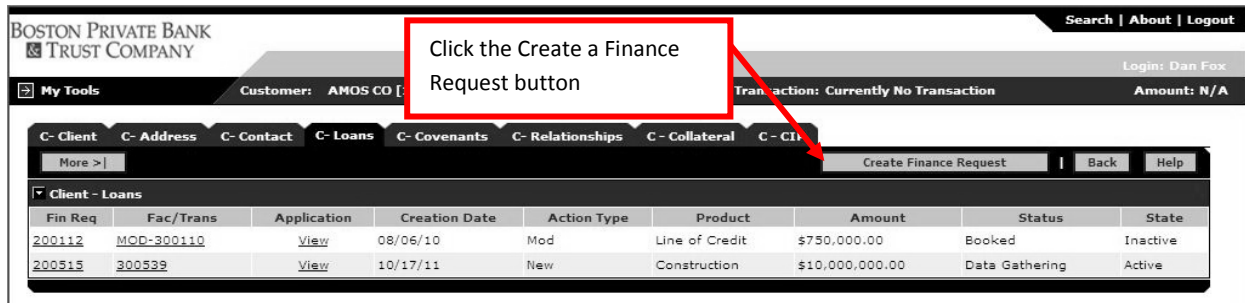 BOSTON PRIVATE BANK
& TRUST COMPANY
Search | About | Logout
Click the Create a Finance
Request button
Login: Dan Fox
My Tools Customer: AMOS CO [ Transaction: Currently No Transaction Amount: N/A
C- Client C- Address C- Contact C- Loans C- Covenants C- Relationships C - Collateral C - CI
More >| Create Finance Request | Back Help
Client - Loans
Fin Req Fac/Trans Application Creation Date Action Type Product Amount Status State
200112 MOD-300110 View 08/06/10 Mod Line of Credit $750,000.00 Booked Inactive
200515 300539 View 10/17/11 New Construction $10,000,000.00 Data Gathering Active